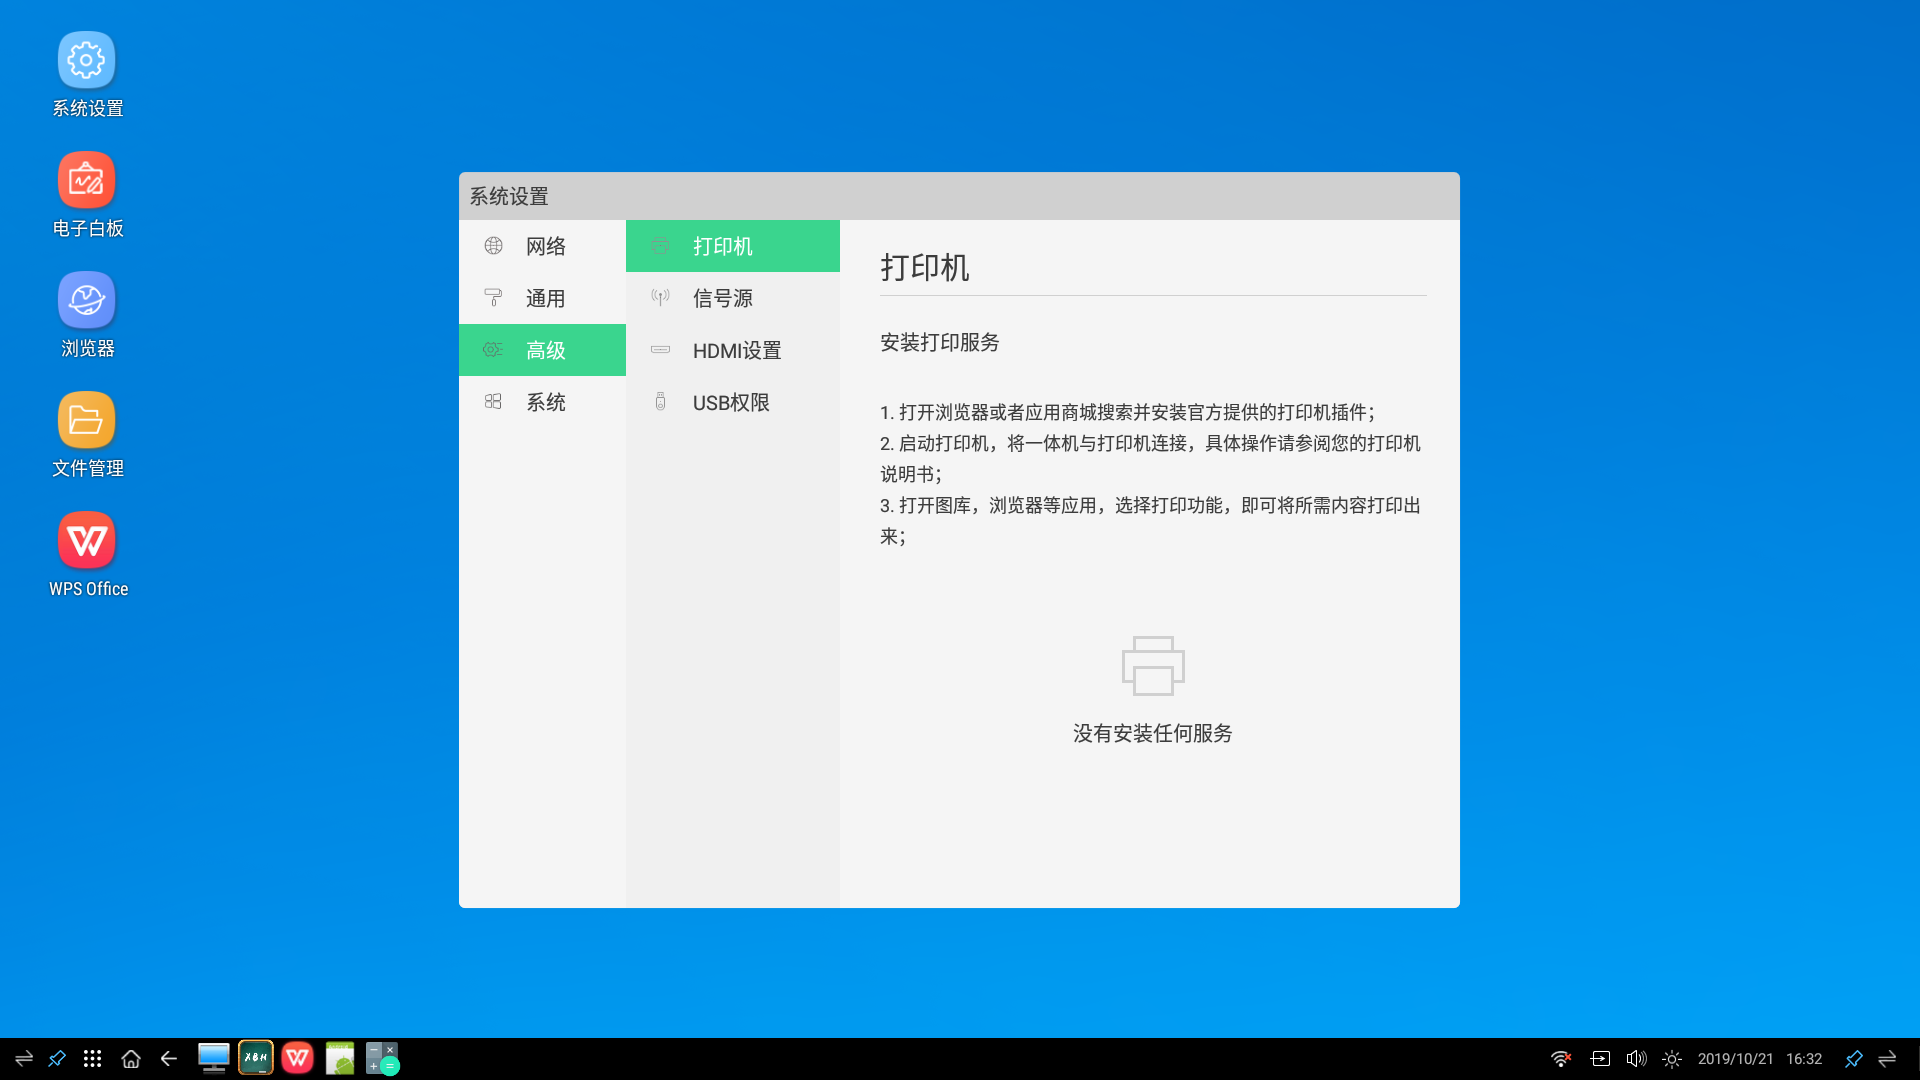 系统设置
电子白板
浏览器
文件管理
WPS Office
系统设置
网络
通用
高级
系统
打印机
信号源
HDMI设置
USB权限
打印机
安装打印服务
1. 打开浏览器或者应用商城搜索并安装官方提供的打印机插件；
2. 启动打印机，将一体机与打印机连接，具体操作请参阅您的打印机
说明书；
3. 打开图库，浏览器等应用，选择打印功能，即可将所需内容打印出
来；
没有安装任何服务
XBH
2019/10/21 16:32